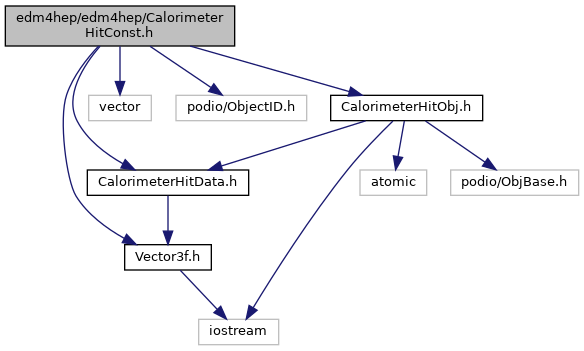 edm4hep/edm4hep/Calorimeter
HitConst.h
vector
podio/ObjectID.h
CalorimeterHitObj.h
CalorimeterHitData.h
atomic
podio/ObjBase.h
Vector3f.h
iostream